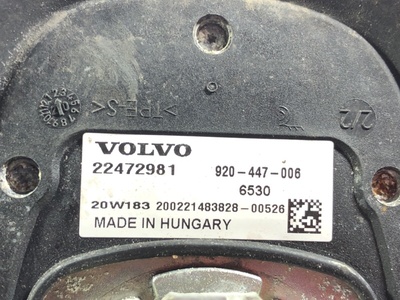 >TPE-S<
2/2
VOLVO
22472981 920-447-006
6530
20W183 200221483828-00526
MADE IN HUNGARY